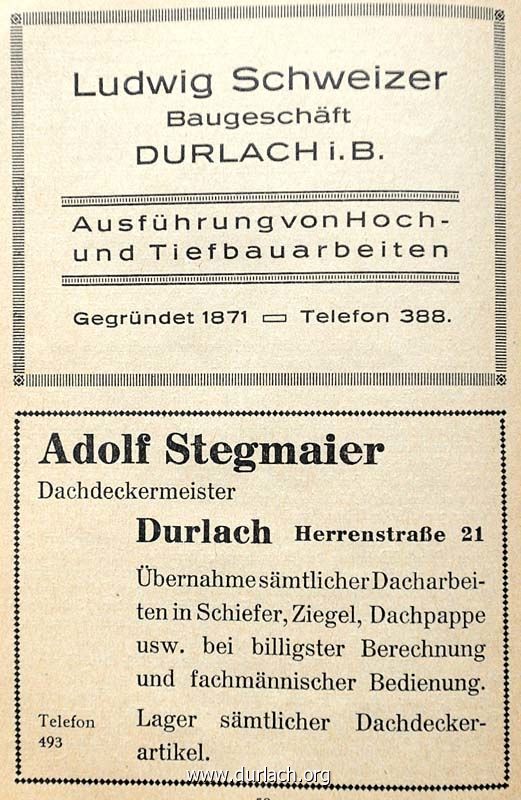 Ludwig Schweizer
Baugeschäft
DURLACH i.B.
Ausführung von Hoch-
und Tiefbauarbeiten
Gegründet 1871 Telefon 388.
Adolf Stegmaier
Dachdeckermeister
Durlach Herrenstraße 21
Übernahme sämtlicher Dacharbei-
ten in Schiefer, Ziegel, Dachpappe
usw. bei billigster Berechnung
und fachmännischer Bedienung.
Telefon
493
Lager sämtlicher Dachdecker-
artikel.
www.durlach.org